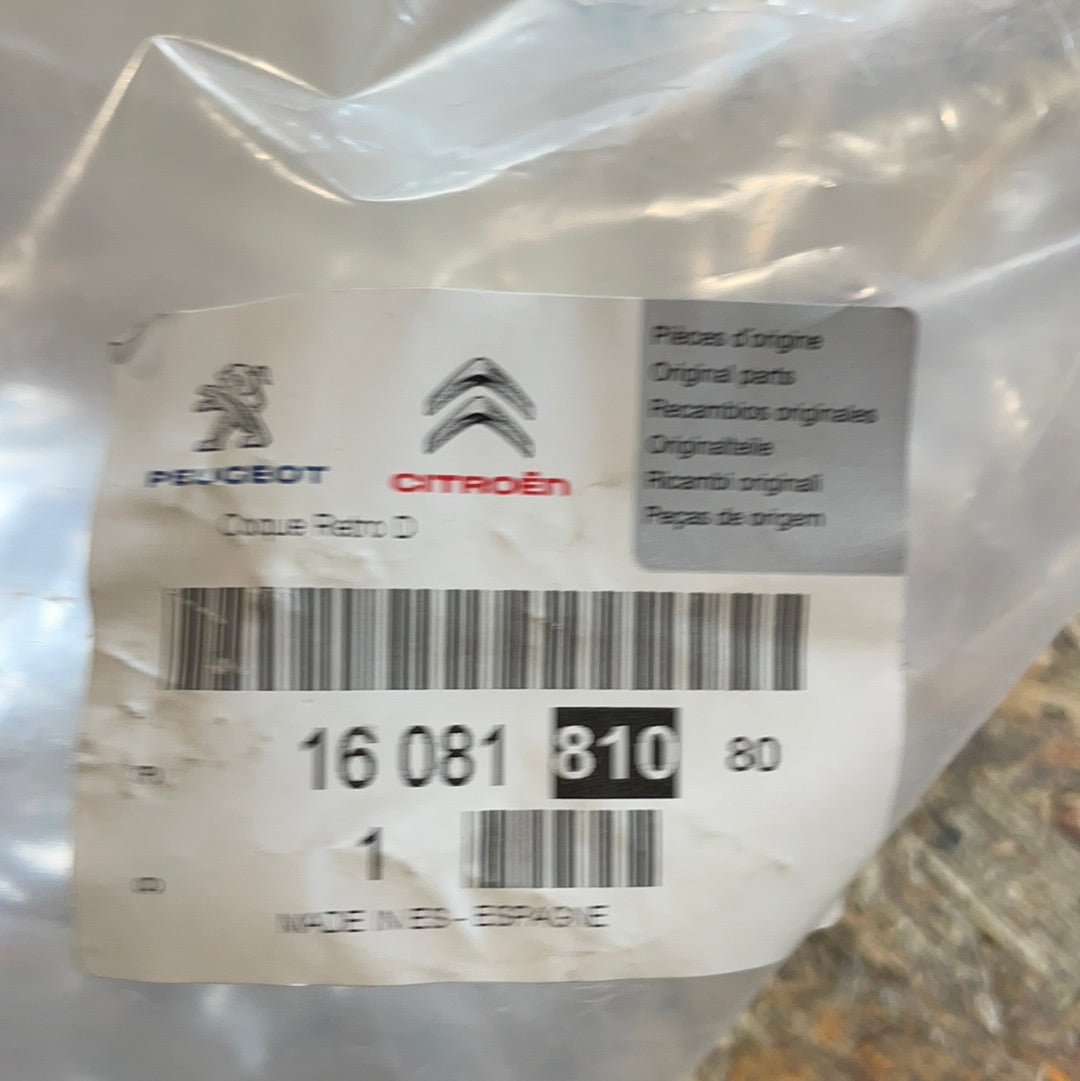 PEUGEOT
CITROËN
Pièces d'origine
Original parts
Recambios originales
Originalteile
Ricambi originali
Peças de origem
Coque Retro D
(P)
16 081 810 80
(Q)
1
MADE IN ES - ESPAGNE